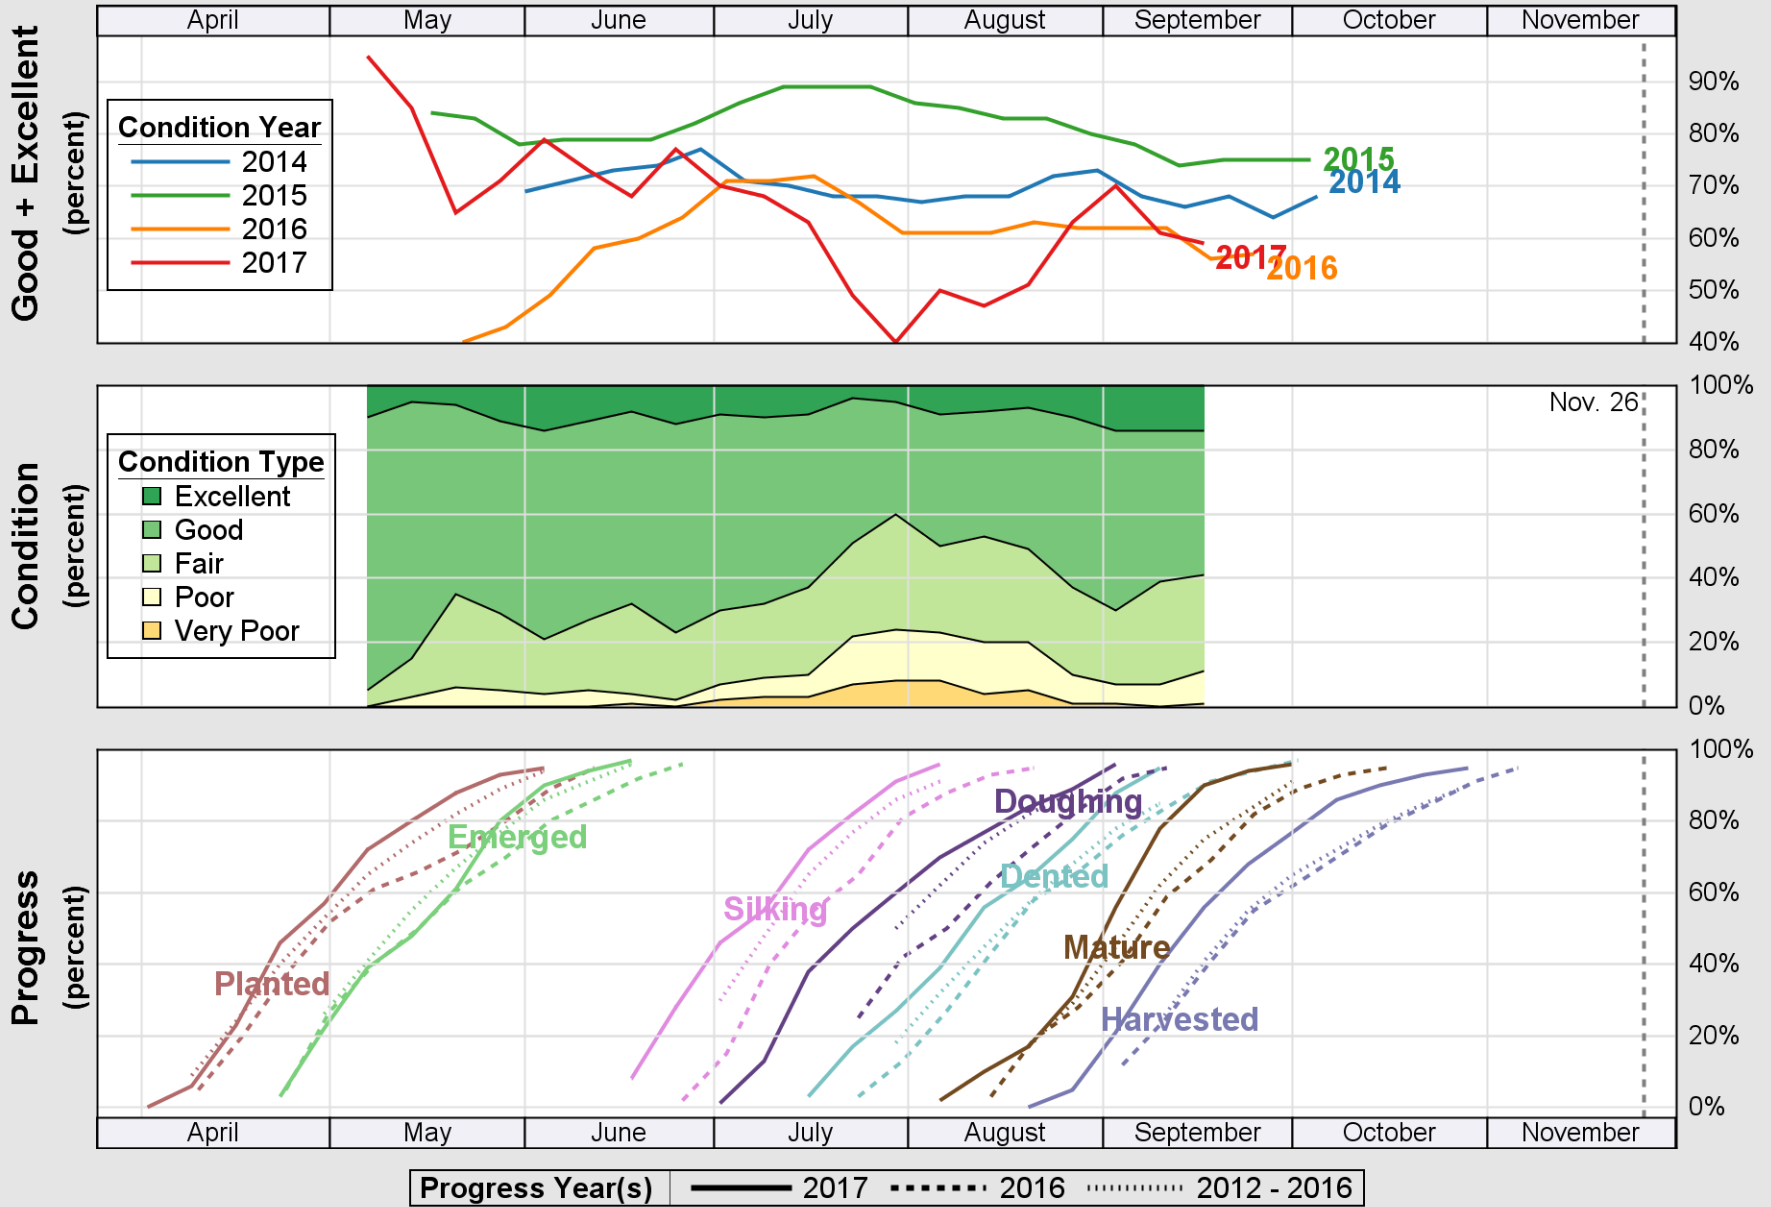 April May June July August September October November
Good + Excellent
(percent)
Condition Year
2014
2015
2016
2017
2015
2014
2017
2016
90%
80%
70%
60%
50%
40%
Condition
(percent)
Condition Type
Excellent
Good
Fair
Poor
Very Poor
Nov. 26
100%
80%
60%
40%
20%
0%
Progress
(percent)
Planted
Emerged
Silking
Doughing
Dented
Mature
Harvested
100%
80%
60%
40%
20%
0%
April May June July August September October November
Progress Year(s) 2017 2016 2012 - 2016